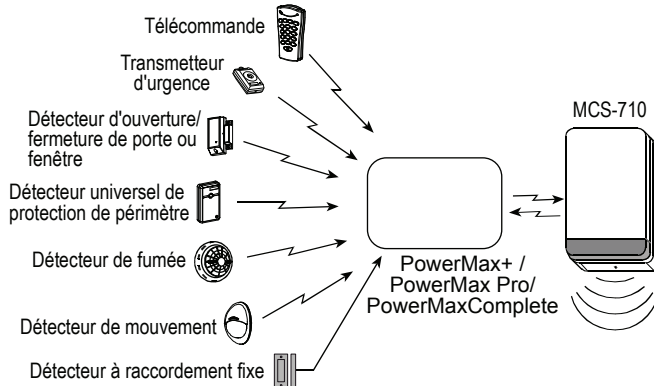 Télécommande
Transmetteur
d'urgence
Détecteur d'ouverture/
fermeture de porte ou
fenêtre
Détecteur universel de
protection de périmètre
Détecteur de fumée
Détecteur de mouvement
Détecteur à raccordement fixe
PowerMax+ /
PowerMax Pro/
PowerMaxComplete
MCS-710